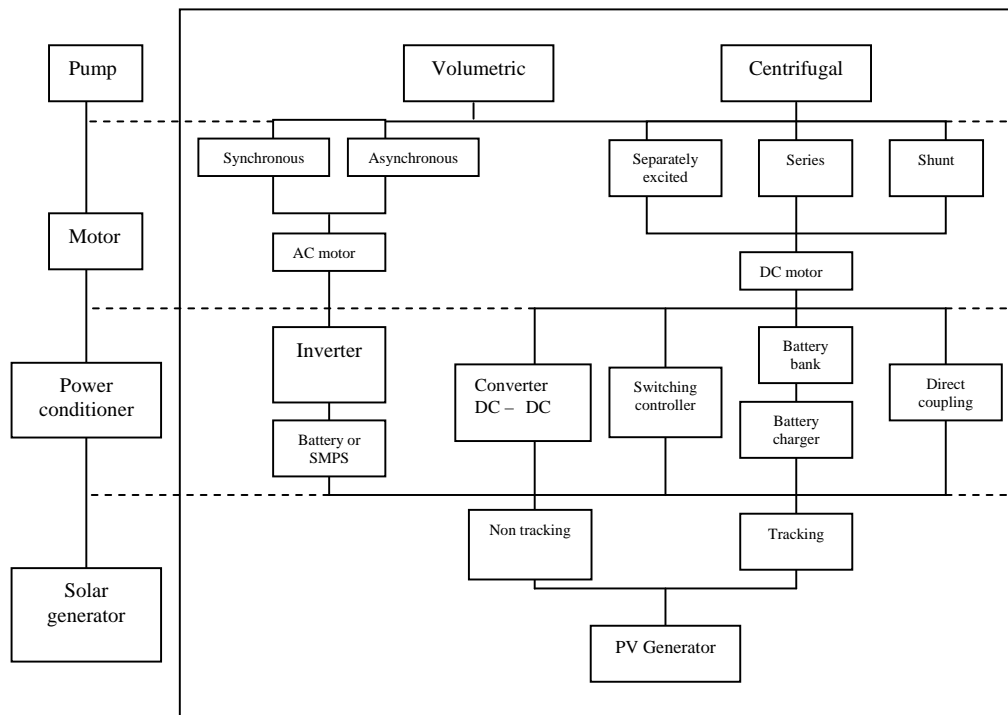 Pump
Volumetric
Centrifugal
Synchronous
Asynchronous
Separately
excited
Series
Shunt
Motor
AC motor
DC motor
Power
conditioner
Inverter
Battery or
SMPS
Converter
DC – DC
Switching
controller
Battery
bank
Battery
charger
Direct
coupling
Non tracking
Tracking
Solar
generator
PV Generator